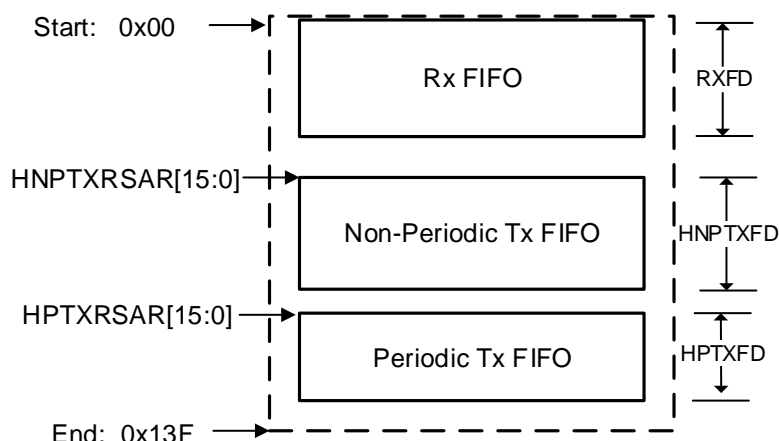 Start: 0x00
Rx FIFO
RXFD
HNPTXRSAR[15:0]
Non-Periodic Tx FIFO
HNPTXFD
HPTXRSAR[15:0]
Periodic Tx FIFO
HPTXFD
End: 0x13F